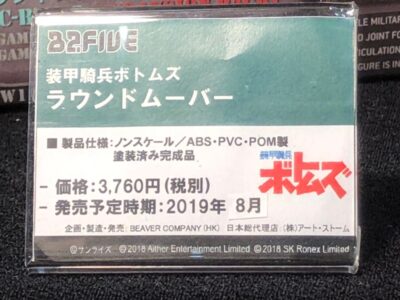 B2FIVE
装甲騎兵ボトムズ
ラウンドムーバー
■ 製品仕様:ノンスケール/ABS・PVC・POM製
塗装済み完成品
装甲騎兵
ボトムズ
- 価格:3,760円(税別)
- 発売予定時期:2019年 8月
企画・製造・発売:BEAVER COMPANY(HK) 日本総代理店 (株)アート・ストーム
©サンライズ ©2018 Aither Entertainment Limited ©2018 SK Ronex Limited